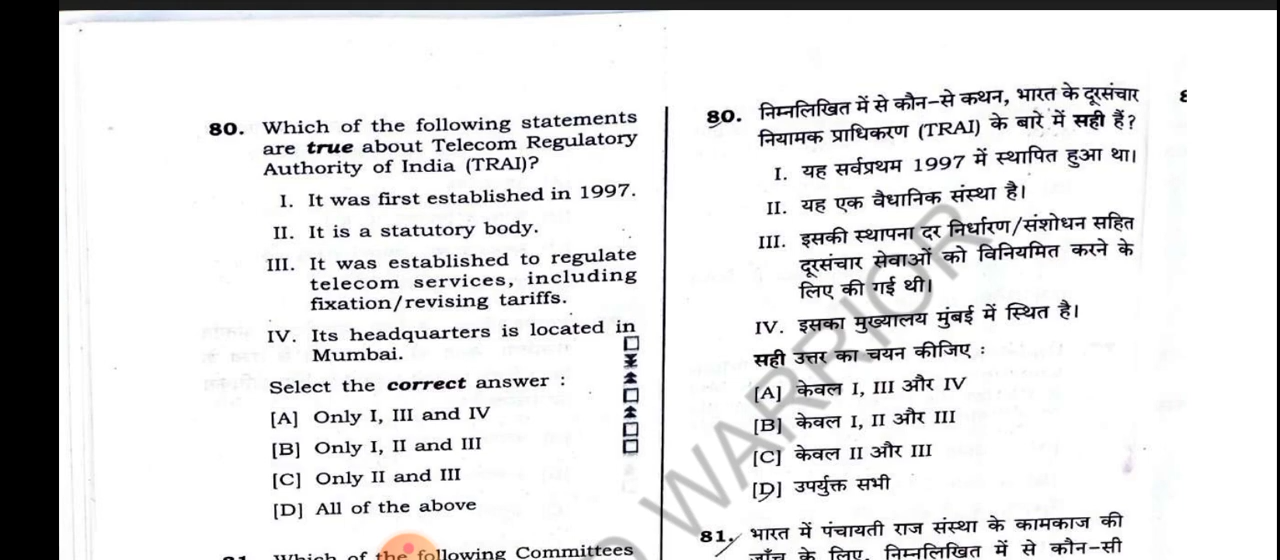 80. Which of the following statements
are true about Telecom Regulatory
Authority of India (TRAI)?
I. It was first established in 1997.
II. It is a statutory body.
III. It was established to regulate
telecom services, including
fixation/revising tariffs.
IV. Its headquarters is located in
Mumbai.
Select the correct answer :
[A] Only I, III and IV
[B] Only I, II and III
[C] Only II and III
[D] All of the above
Which of the following Committees
80. निम्नलिखित में से कौन-से कथन, भारत के दूरसंचार
नियामक प्राधिकरण (TRAI) के बारे में सही हैं?
I. यह सर्वप्रथम 1997 में स्थापित हुआ था।
II. यह एक वैधानिक संस्था है।
III. इसकी स्थापना दर निर्धारण/संशोधन सहित
दूरसंचार सेवाओं को विनियमित करने के
लिए की गई थी।
IV. इसका मुख्यालय मुंबई में स्थित है।
सही उत्तर का चयन कीजिए :
[A] केवल I, III और IV
[B] केवल I, II और III
[C] केवल II और III
[D] उपर्युक्त सभी
81. भारत में पंचायती राज संस्था के कामकाज की
जाँच के लिए, निम्नलिखित में से कौन-सी
WARRIOR